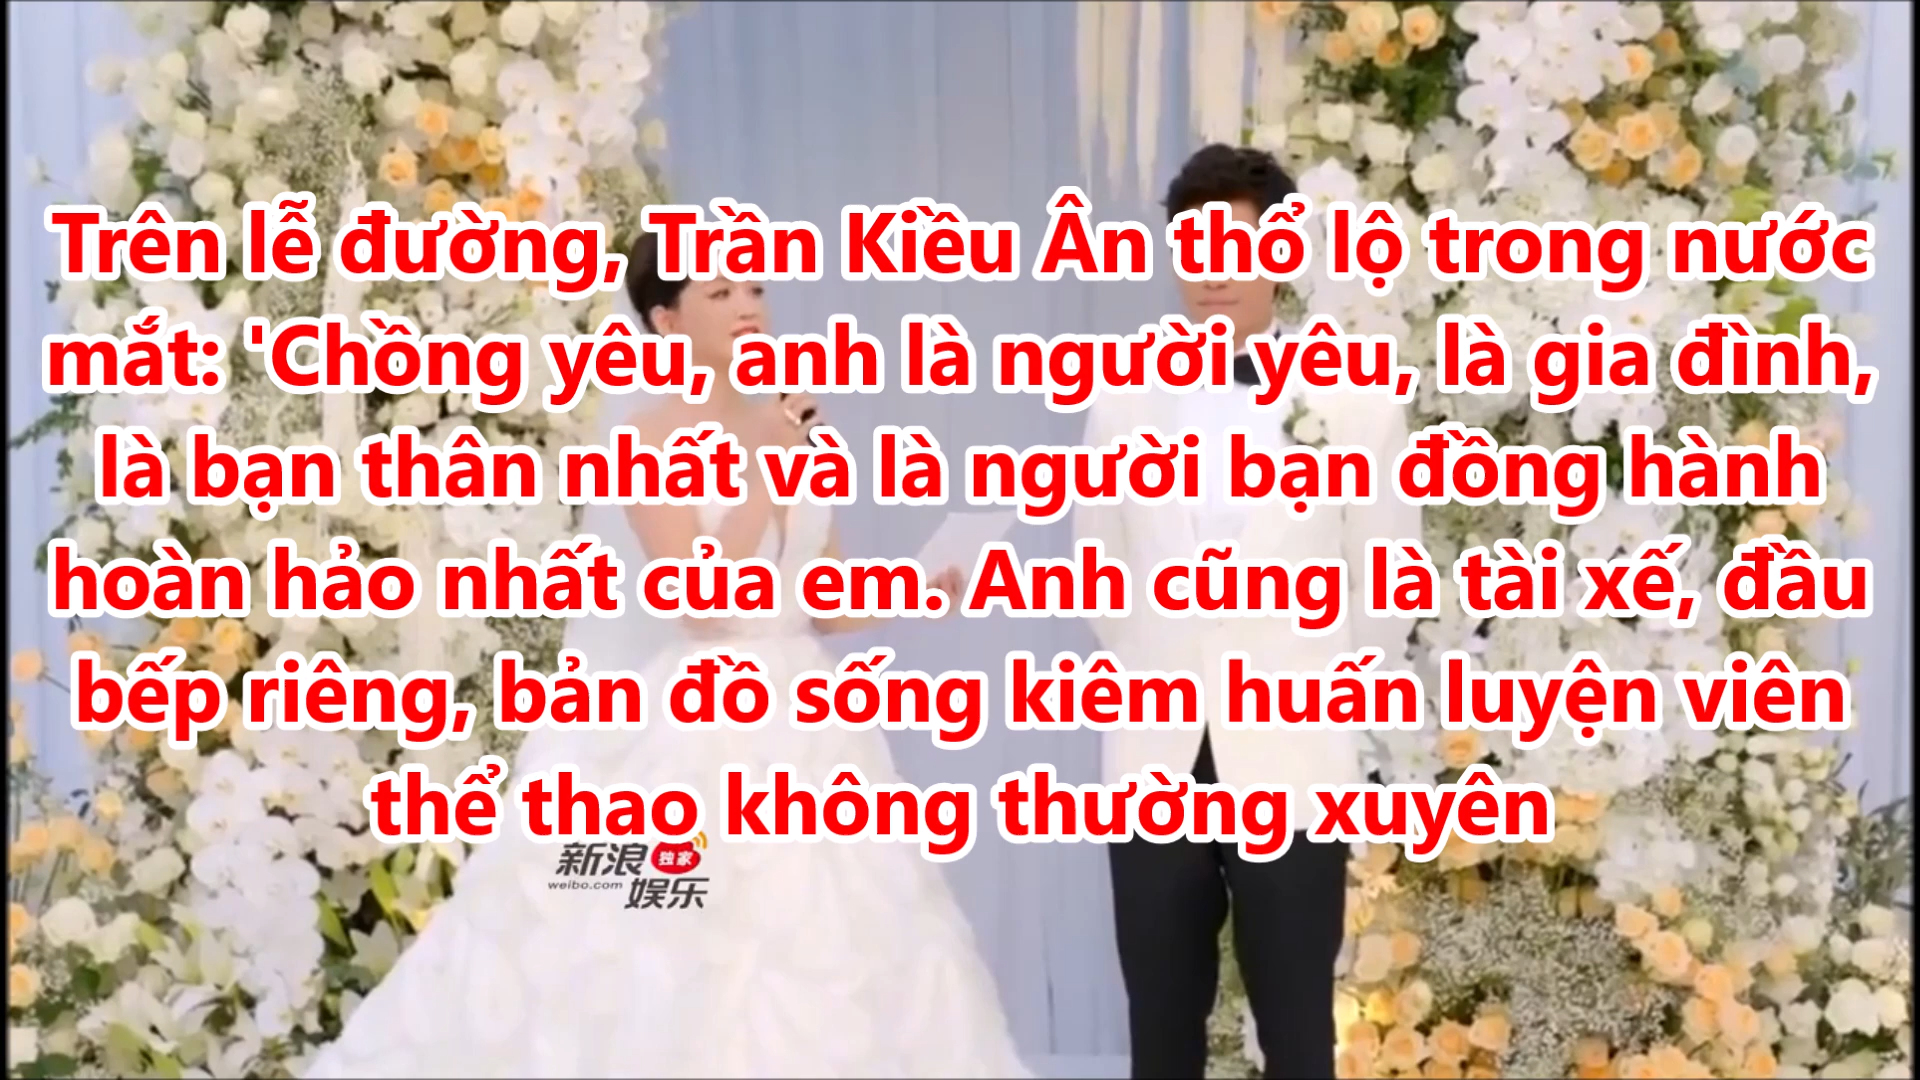 Trên lễ đường, Trần Kiều Ân thổ lộ trong nước
mắt: 'Chồng yêu, anh là người yêu, là gia đình,
là bạn thân nhất và là người bạn đồng hành
hoàn hảo nhất của em. Anh cũng là tài xế, đầu
bếp riêng, bản đồ sống kiêm huấn luyện viên
thể thao không thường xuyên
新浪 独家
weibo.com 娱乐